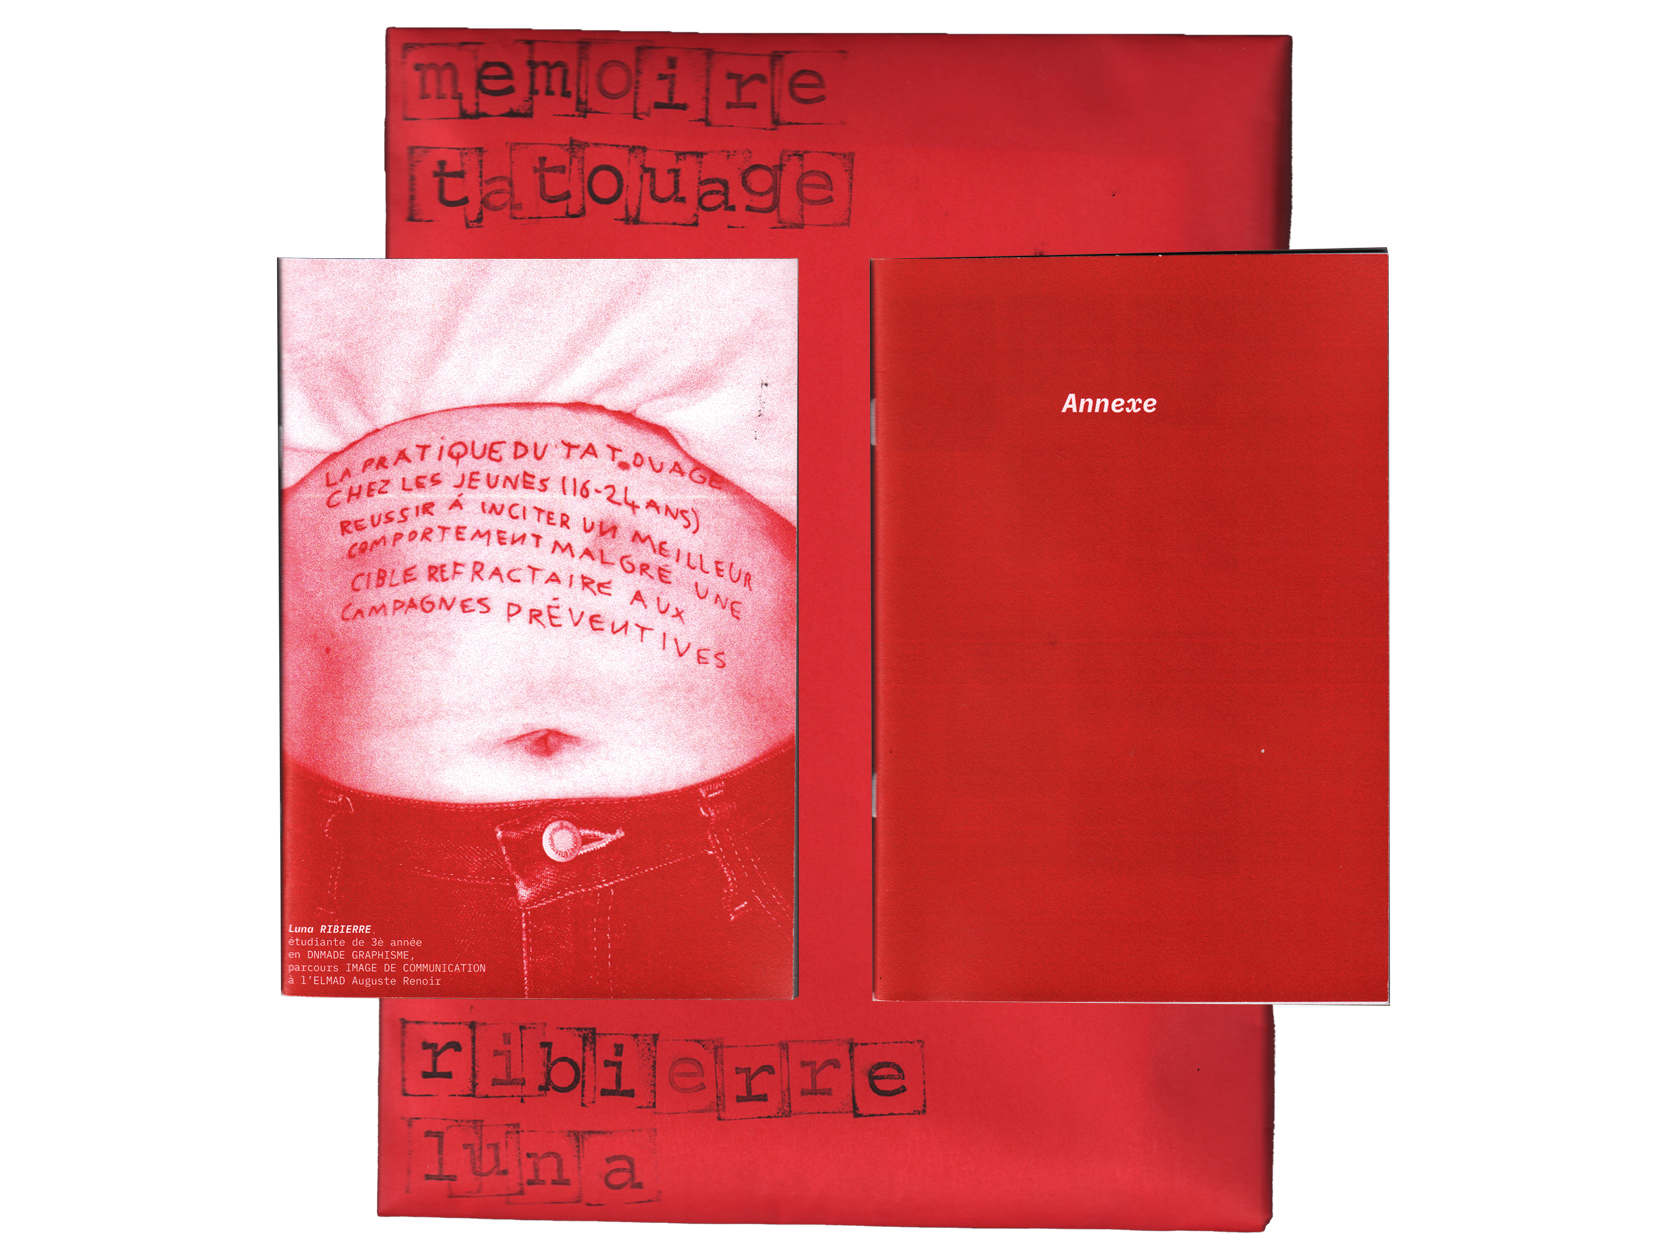 memoire
tatouage
LA PRATiQUE DU TATOUAGE
CHEZ LES JEUNES (16-24 ANS)
REUSSIR À INCITER UN MEILLEUR
COMPORTEMENT MALGRÉ UNE
CIBLE REFRACTAIRE AUX
CAMPAGNES PRÉVENTIVES
Luna RIBIERRE,
étudiante de 3è année
en DNMADE GRAPHISME,
parcours IMAGE DE COMMUNICATION
à l'ELMAD Auguste Renoir
Annexe
ribierre
luna